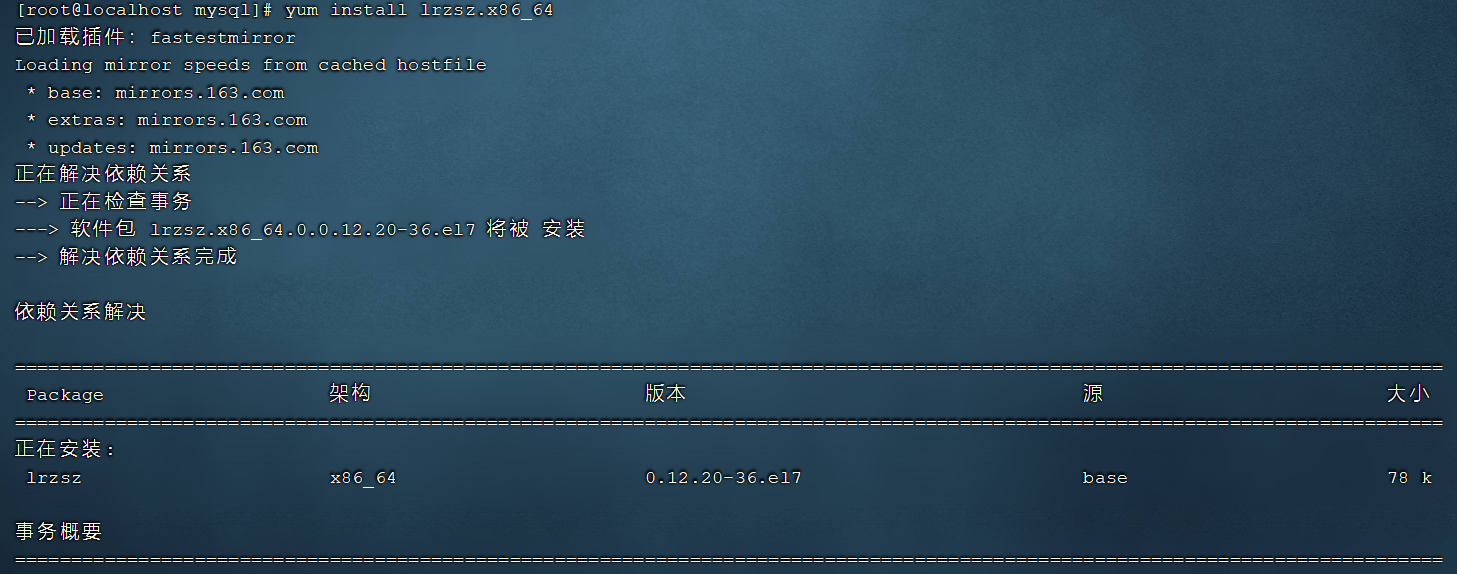 [root@localhost mysql]# yum install lrzsz.x86_64
已加载插件: fastestmirror
Loading mirror speeds from cached hostfile
 * base: mirrors.163.com
 * extras: mirrors.163.com
 * updates: mirrors.163.com
正在解决依赖关系
--> 正在检查事务
---> 软件包 lrzsz.x86_64.0.0.12.20-36.el7 将被 安装
--> 解决依赖关系完成
依赖关系解决
================================================================================
Package 架构 版本 源 大小
================================================================================
正在安装:
lrzsz x86_64 0.12.20-36.el7 base 78 k
事务概要
================================================================================